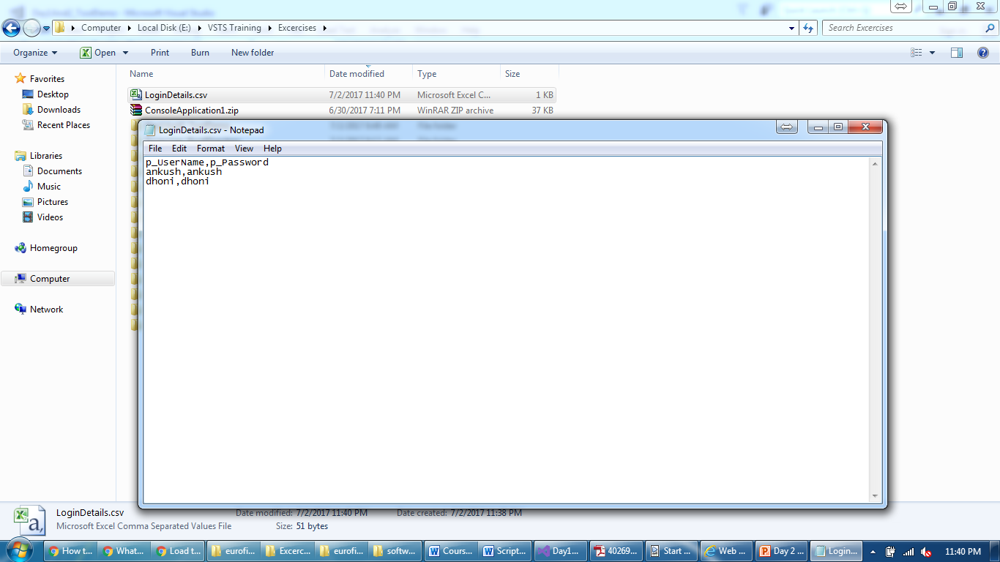 Computer Local Disk (E:) VSTS Training Excercises
Search Excercises
Organize Open Print Burn New folder
Name Date modified Type Size
Favorites
Desktop
Downloads
Recent Places
Libraries
Documents
Music
Pictures
Videos
Homegroup
Computer
Network
LoginDetails.csv 7/2/2017 11:40 PM Microsoft Excel C... 1 KB
ConsoleApplication1.zip 6/30/2017 7:11 PM WinRAR ZIP archive 37 KB
LoginDetails.csv - Notepad
File Edit Format View Help
p_UserName,p_Password
ankush,ankush
dhoni,dhoni
LoginDetails.csv Date modified: 7/2/2017 11:40 PM Date created: 7/2/2017 11:38 PM
Microsoft Excel Comma Separated Values File Size: 51 bytes
How t... What... Load t... eurofi... Excerc... eurofi... softw... Cours... Script... Day1... 40269... Start ... Web ... Day 2 ... Login... 11:40 PM